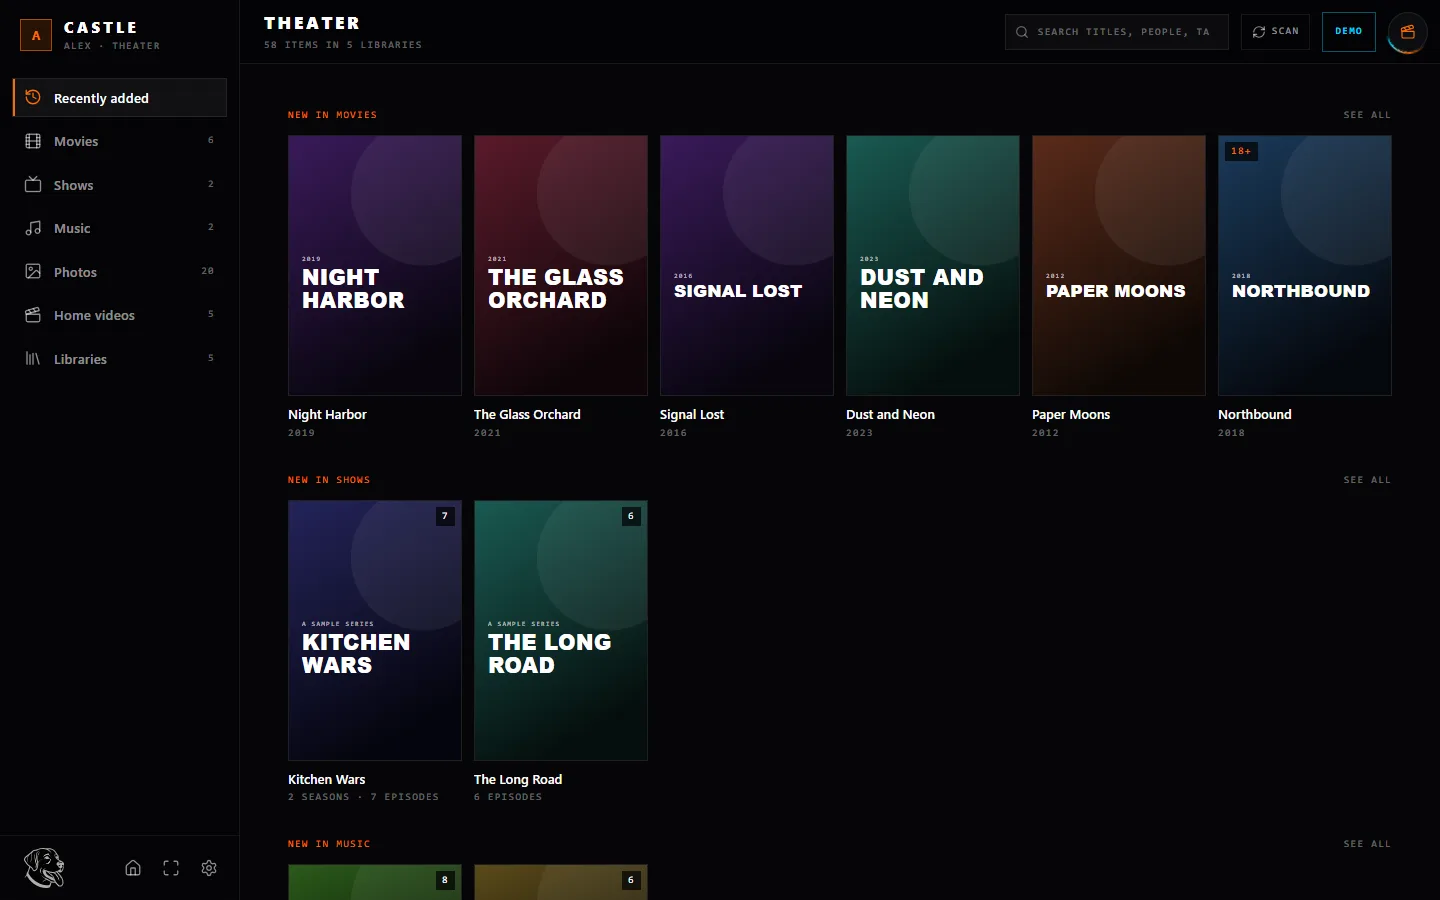 A
CASTLE
ALEX · THEATER
Recently added
Movies 6
Shows 2
Music 2
Photos 20
Home videos 5
Libraries 5
THEATER
58 ITEMS IN 5 LIBRARIES
SEARCH TITLES, PEOPLE, TA
SCAN
DEMO
NEW IN MOVIES
SEE ALL
2019
NIGHT
HARBOR
Night Harbor
2019
2021
THE GLASS
ORCHARD
The Glass Orchard
2021
2016
SIGNAL LOST
Signal Lost
2016
2023
DUST AND
NEON
Dust and Neon
2023
2012
PAPER MOONS
Paper Moons
2012
18+
2018
NORTHBOUND
Northbound
2018
NEW IN SHOWS
SEE ALL
7
A SAMPLE SERIES
KITCHEN
WARS
Kitchen Wars
2 SEASONS · 7 EPISODES
6
A SAMPLE SERIES
THE LONG
ROAD
The Long Road
6 EPISODES
NEW IN MUSIC
SEE ALL
8
6